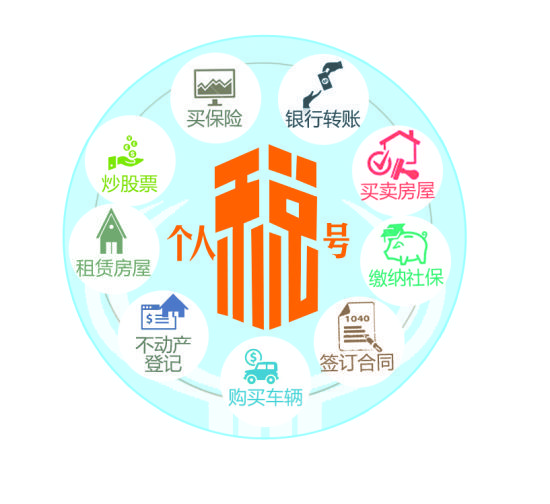 买保险
银行转账
炒股票
买卖房屋
个人税号
租赁房屋
缴纳社保
1040
不动产
登记
签订合同
购买车辆